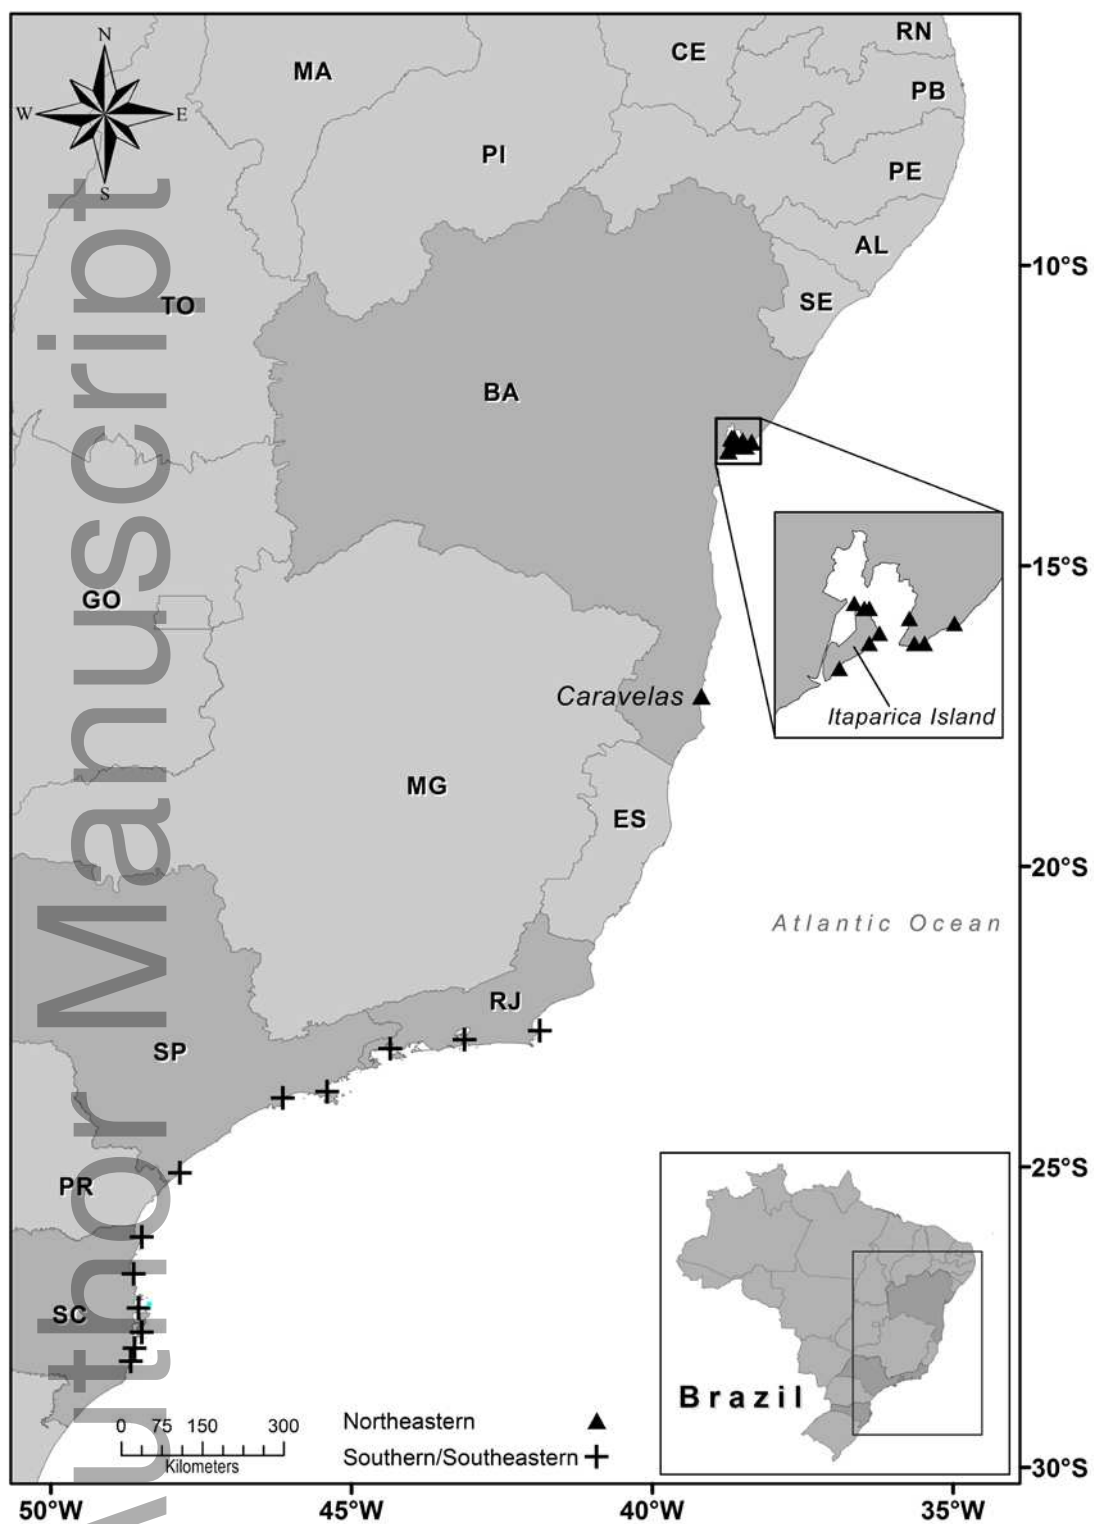 N
W E
S
MA
CE
RN
PB
PI
PE
AL
SE
TO
BA
10°S
15°S
GO
Caravelas
Itaparica Island
MG
ES
20°S
Atlantic Ocean
RJ
SP
PR
25°S
SC
Brazil
0 75 150 300
Kilometers
Northeastern
Southern/Southeastern
30°S
50°W 45°W 40°W 35°W
Author Manuscript